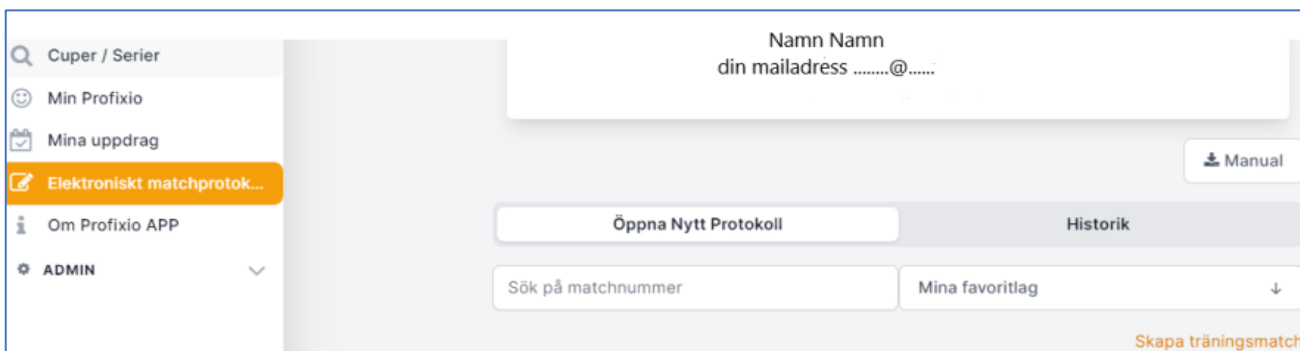 Cuper / Serier
Min Profixio
Mina uppdrag
Elektroniskt matchprotok...
Om Profixio APP
ADMIN
Namn Namn
din mailadress ........@......
Manual
Öppna Nytt Protokoll
Historik
Sök på matchnummer
Mina favoritlag
Skapa träningsmatch